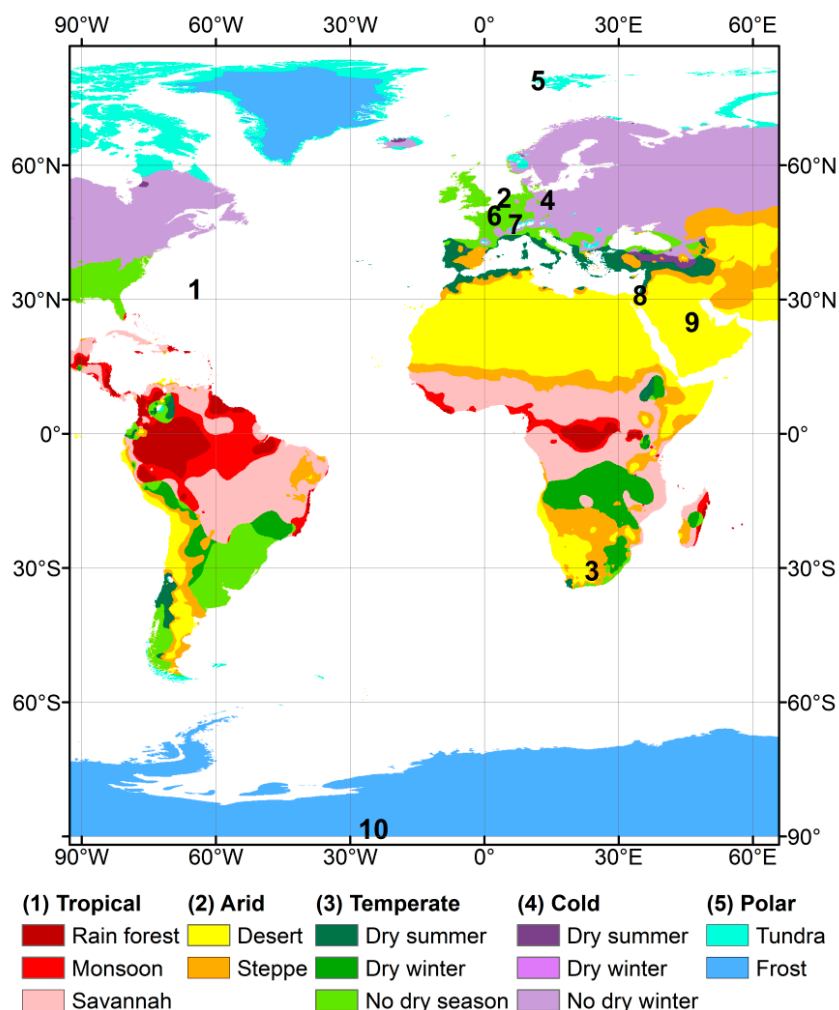 90°W 60°W 30°W 0° 30°E 60°E
5
60°N 60°N
2 4
6
7
1
30°N 8 30°N
9
0° 0°
30°S 3 30°S
60°S 60°S
10
90°
90°W 60°W 30°W 0° 30°E 60°E
(1) Tropical (2) Arid (3) Temperate (4) Cold (5) Polar
Rain forest Desert Dry summer Dry summer Tundra
Monsoon Steppe Dry winter Dry winter Frost
Savannah No dry season No dry winter